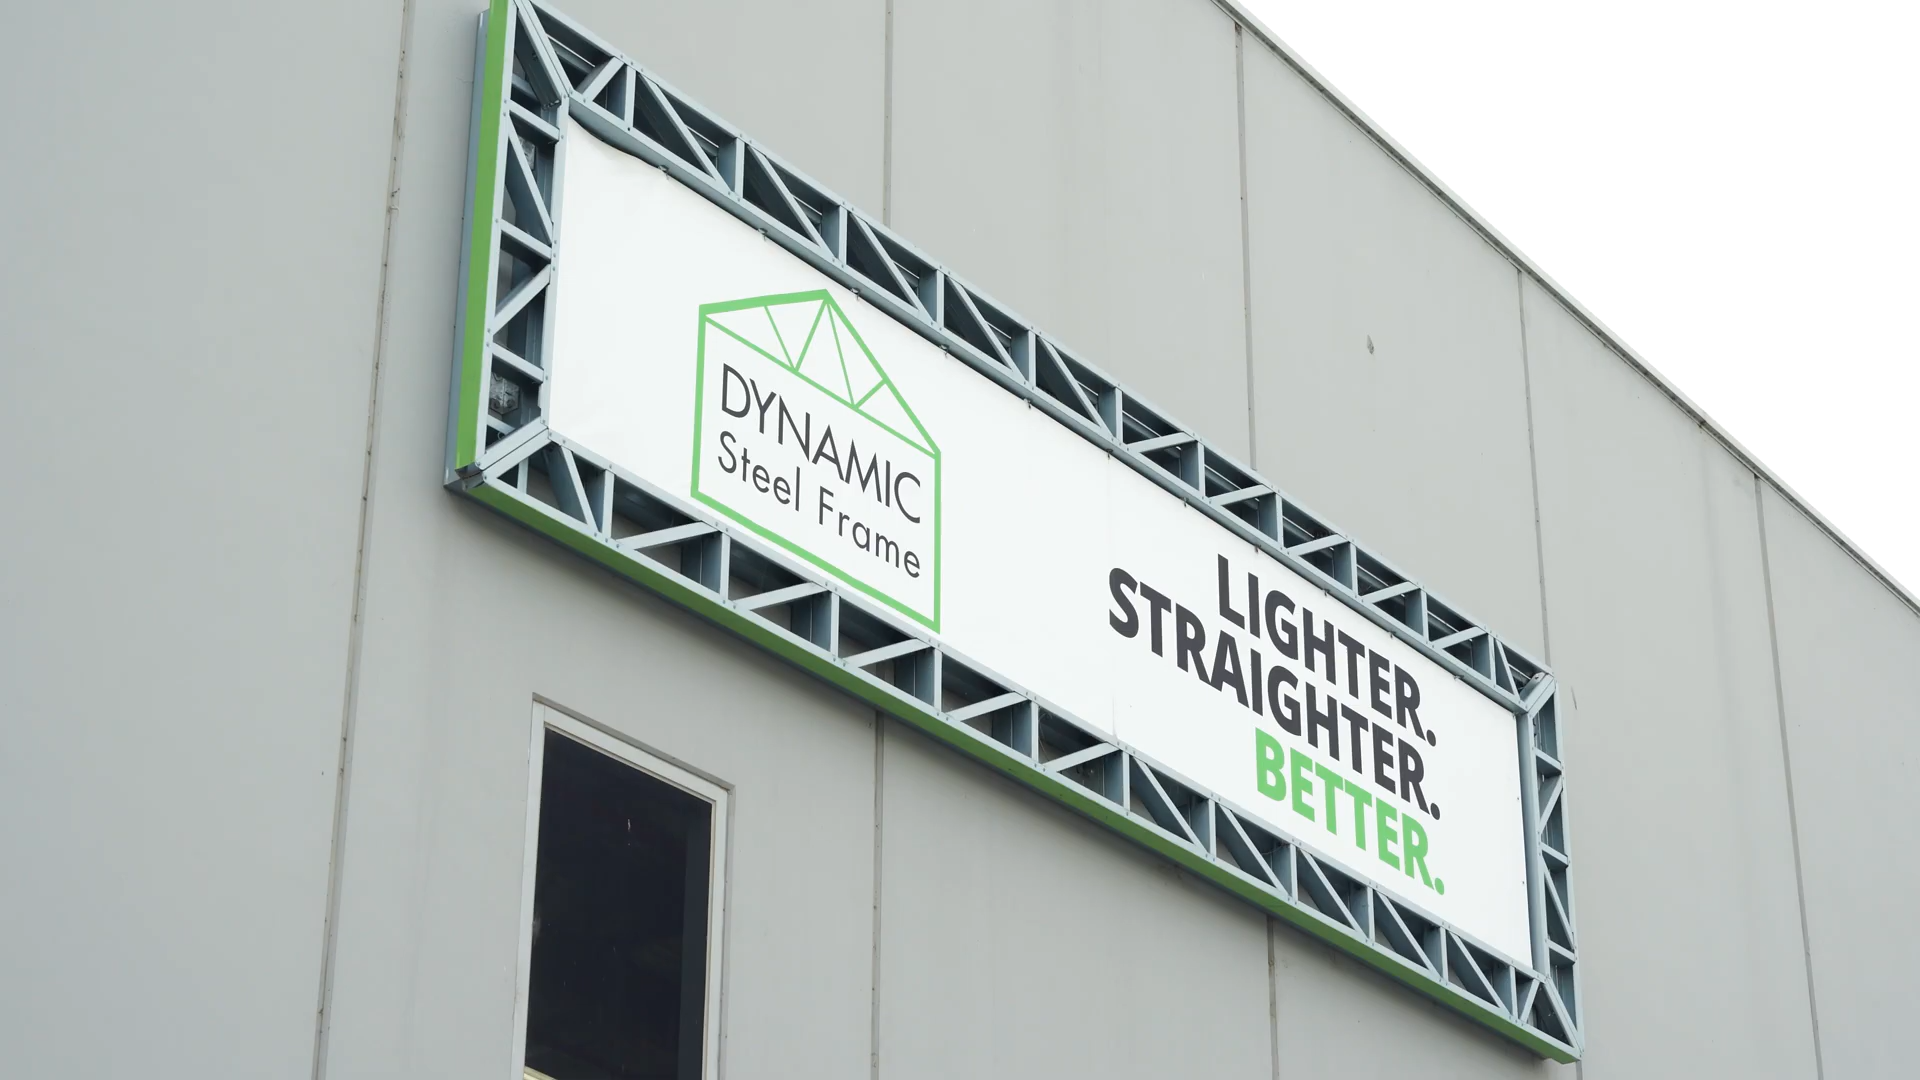 DYNAMIC
Steel Frame
LIGHTER.
STRAIGHTER.
BETTER.